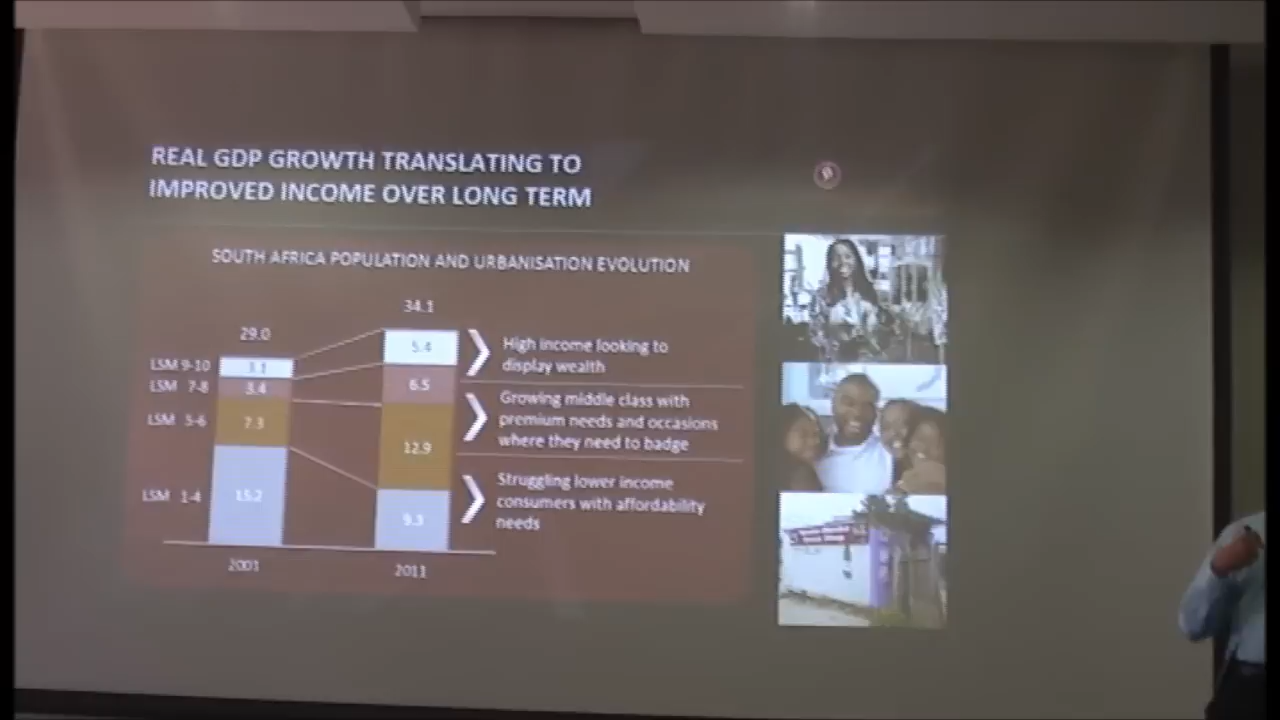 REAL GDP GROWTH TRANSLATING TO
IMPROVED INCOME OVER LONG TERM
SOUTH AFRICA POPULATION AND URBANISATION EVOLUTION
34.1
29.0
LSM 9-10
3.1
5.4
High income looking to
display wealth
LSM 7-8
3.4
6.5
Growing middle class with
premium needs and occasions
where they need to badge
LSM 5-6
7.3
12.9
Struggling lower income
consumers with affordability
needs
LSM 1-4
15.2
9.3
2001
2011